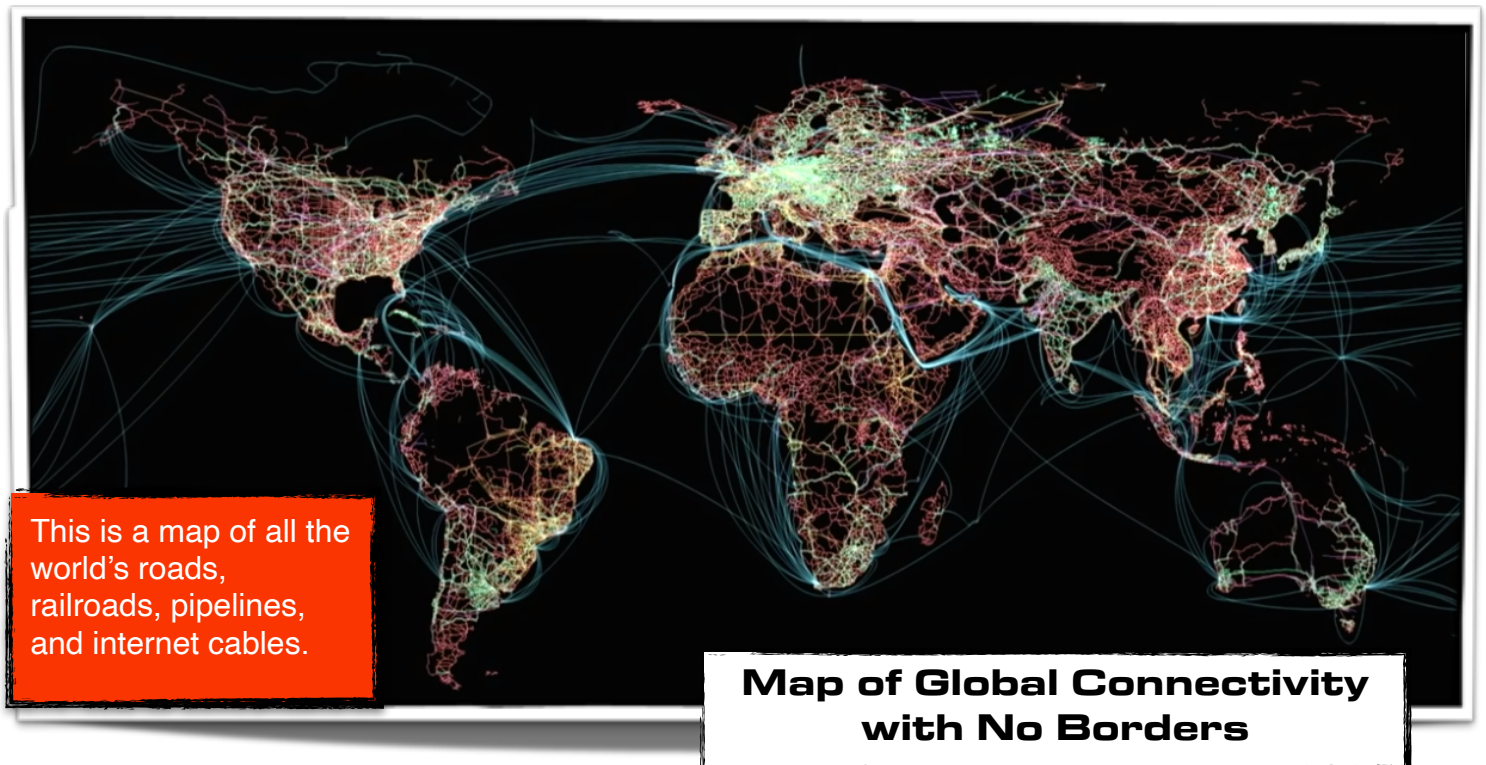 This is a map of all the
world's roads,
railroads, pipelines,
and internet cables.
Map of Global Connectivity
with No Borders